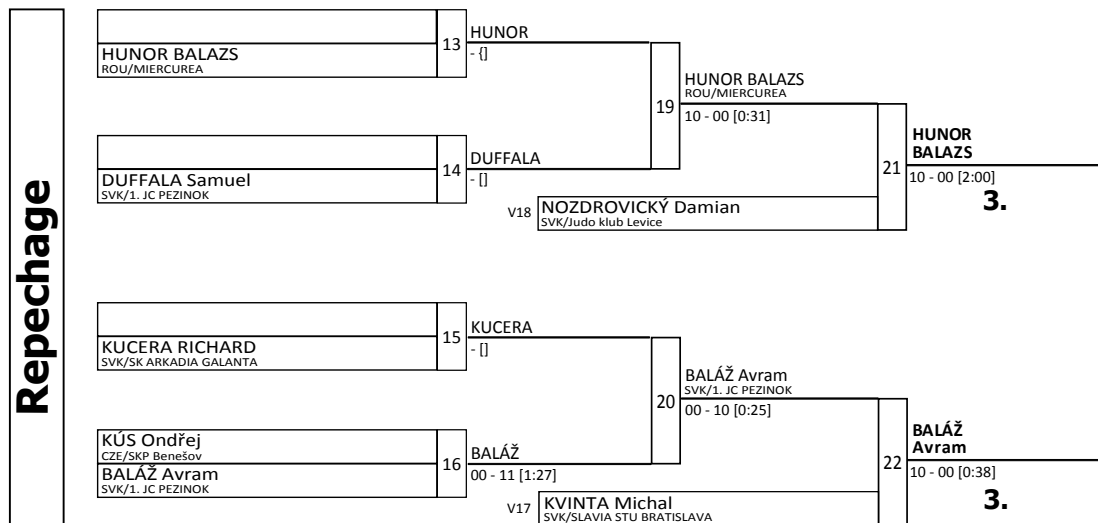 Repechage
HUNOR BALAZS
ROU/MIERCUREA
13
HUNOR
- {]
DUFFALA Samuel
SVK/1. JC PEZINOK
14
DUFFALA
- []
19
HUNOR BALAZS
ROU/MIERCUREA
10 - 00 [0:31]
V18
NOZDROVICKÝ Damian
SVK/Judo klub Levice
21
HUNOR
BALAZS
10 - 00 [2:00]
3.
KUCERA RICHARD
SVK/SK ARKADIA GALANTA
15
KUCERA
- []
KÚS Ondřej
CZE/SKP Benešov
BALÁŽ Avram
SVK/1. JC PEZINOK
16
BALÁŽ
00 - 11 [1:27]
20
BALÁŽ Avram
SVK/1. JC PEZINOK
00 - 10 [0:25]
V17
KVINTA Michal
SVK/SLAVIA STU BRATISLAVA
22
BALÁŽ
Avram
10 - 00 [0:38]
3.